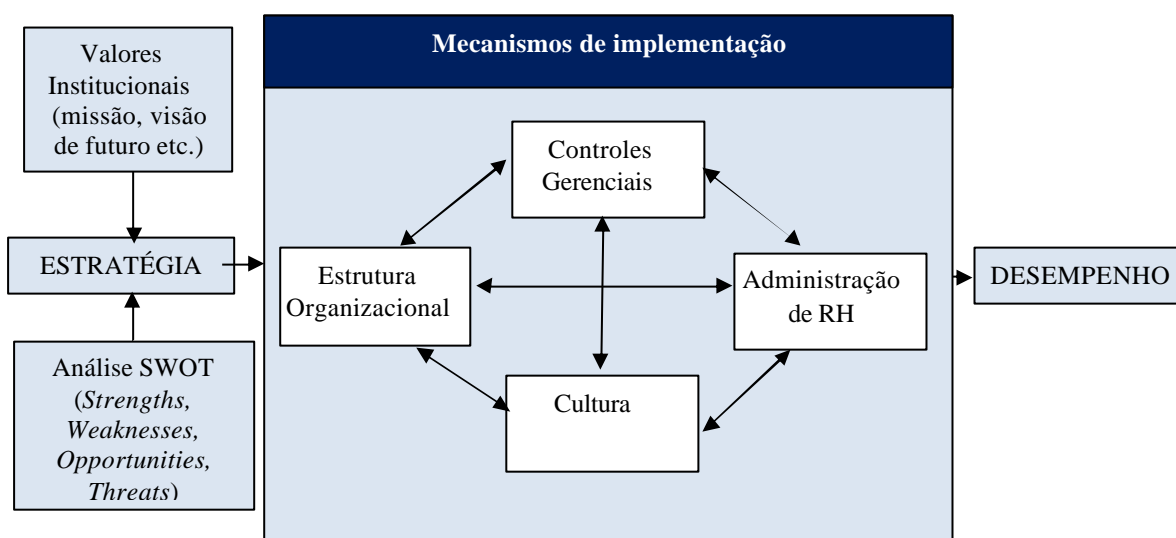 Valores
Institucionais
(missão, visão
de futuro etc.)
ESTRATÉGIA
Análise SWOT
(Strengths,
Weaknesses,
Opportunities,
Threats)
Mecanismos de implementação
Controles
Gerenciais
Estrutura
Organizacional
Administração
de RH
Cultura
DESEMPENHO